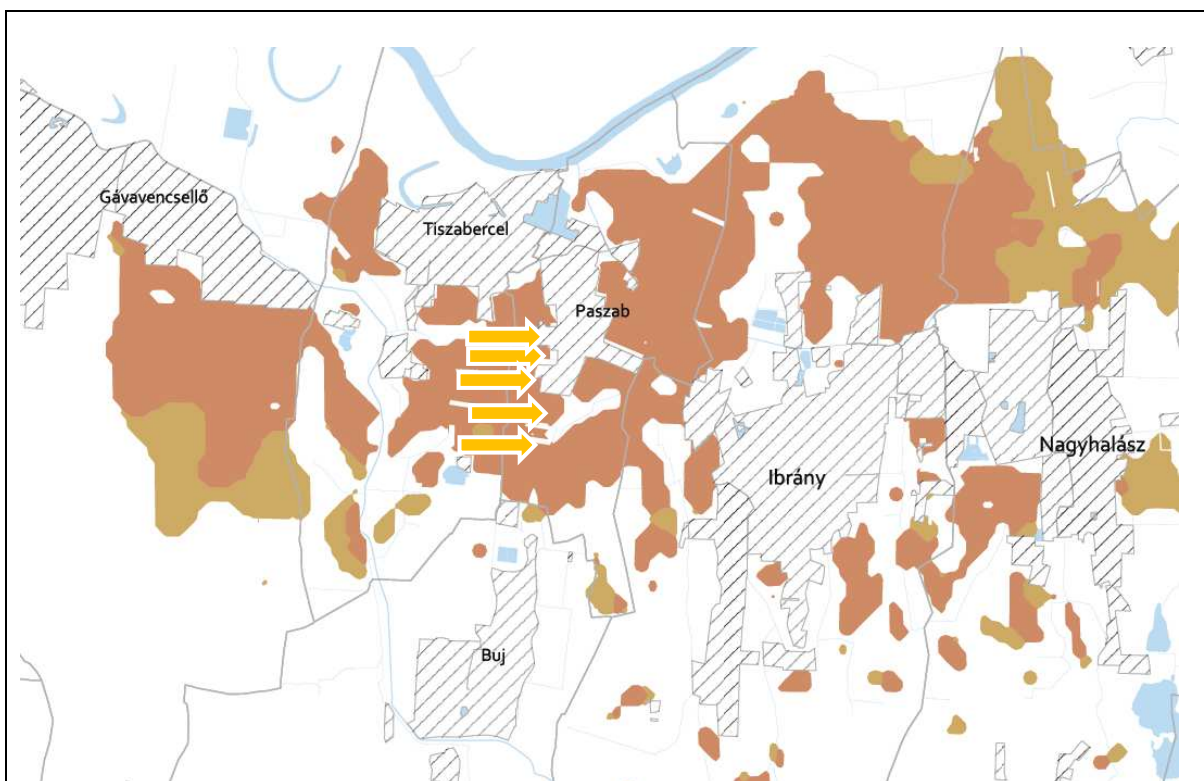 Gávavencsellő
Tiszabercel
Paszab
Nagyhalász
Ibrány
Buj